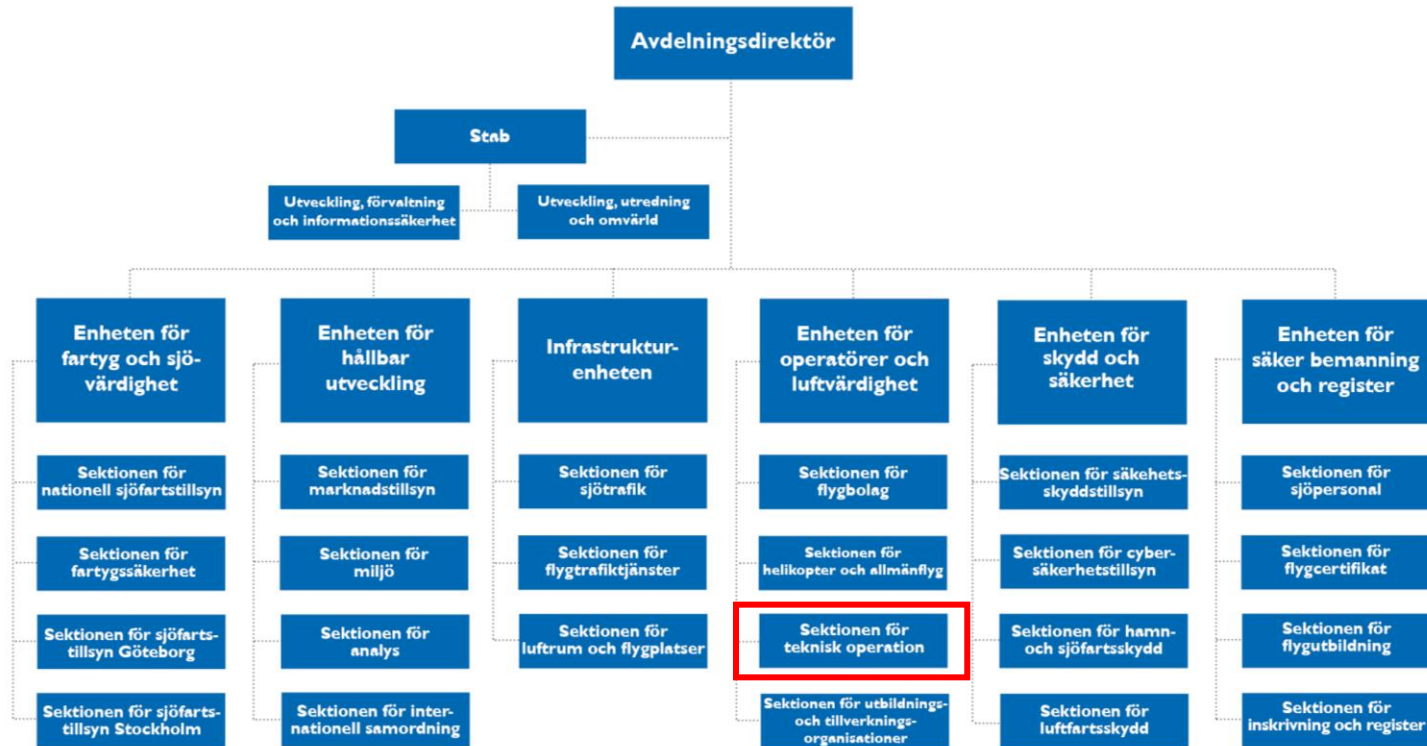 Avdelningsdirektör
Stab
Utveckling, förvaltning
och informationssäkerhet
Utveckling, utredning
och omvärld
Enheten för
fartyg och sjö-
värdighet
Enheten för
hållbar
utveckling
Infrastruktur-
enheten
Enheten för
operatörer och
luftvärdighet
Enheten för
skydd och
säkerhet
Enheten för
säker bemanning
och register
Sektionen för
nationell sjöfartstillsyn
Sektionen för
marknadstillsyn
Sektionen för
sjötrafik
Sektionen för
flygbolag
Sektionen för säkehets-
skyddstillsyn
Sektionen för
sjöpersonal
Sektionen för
fartygssäkerhet
Sektionen för
miljö
Sektionen för
flygtrafiktjänster
Sektionen för
helikopter och allmänflyg
Sektionen för cyber-
säkerhetstillsyn
Sektionen för
flygcertifikat
Sektionen för sjöfarts-
tillsyn Göteborg
Sektionen för
analys
Sektionen för
luftrum och flygplatser
Sektionen för
teknisk operation
Sektionen för hamn-
och sjöfartsskydd
Sektionen för
flygutbildning
Sektionen för sjöfarts-
tillsyn Stockholm
Sektionen för inter-
nationell samordning
Sektionen för utbildnings-
och tillverknings-
organisationer
Sektionen för
luftfartsskydd
Sektionen för
inskrivning och register